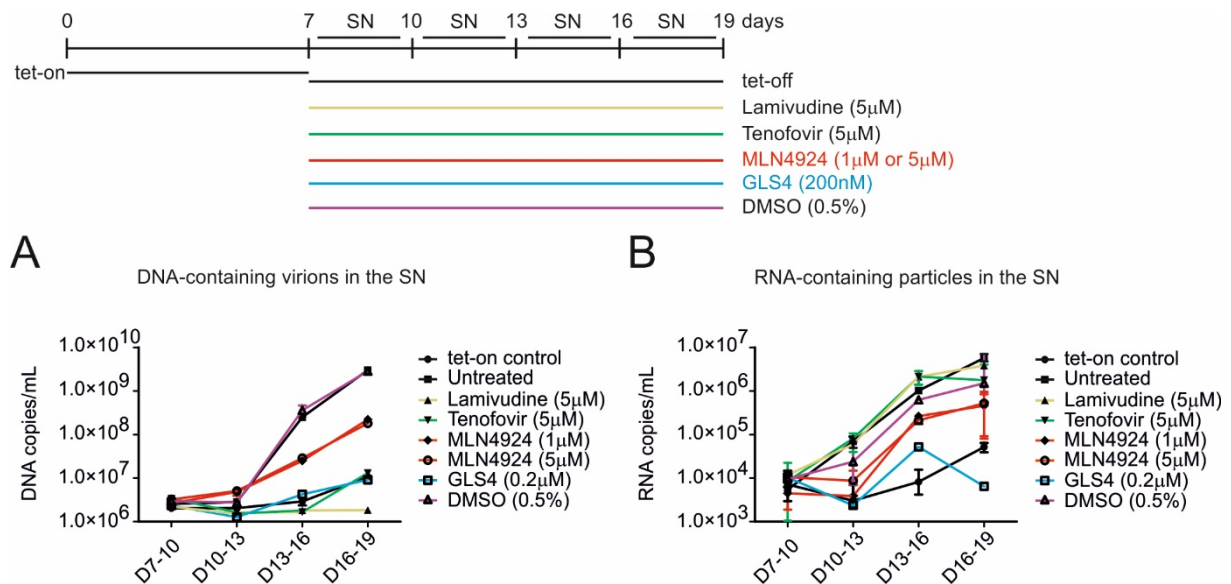 0 7 SN 10 SN 13 SN 16 SN 19 days
tet-on
tet-off
Lamivudine (5μM)
Tenofovir (5μM)
MLN4924 (1μM or 5μM)
GLS4 (200nM)
DMSO (0.5%)
A
DNA-containing virions in the SN
DNA copies/mL
1.0×10^10
1.0×10^9
1.0×10^8
1.0×10^7
1.0×10^6
D7-10
D10-13
D13-16
D16-19
tet-on control
Untreated
Lamivudine (5μM)
Tenofovir (5μM)
MLN4924 (1μM)
MLN4924 (5μM)
GLS4 (0.2μM)
DMSO (0.5%)
B
RNA-containing particles in the SN
RNA copies/mL
1.0×10^7
1.0×10^6
1.0×10^5
1.0×10^4
1.0×10^3
D7-10
D10-13
D13-16
D16-19
tet-on control
Untreated
Lamivudine (5μM)
Tenofovir (5μM)
MLN4924 (1μM)
MLN4924 (5μM)
GLS4 (0.2μM)
DMSO (0.5%)